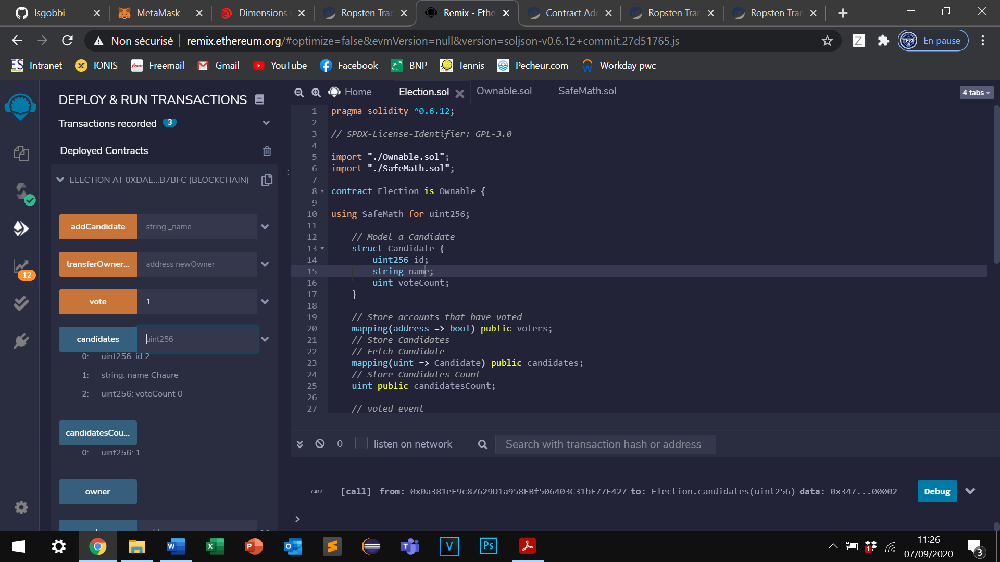 lsgobbi
MetaMask
Dimensions
Ropsten Tran
Remix - Ethe
Contract Add
Ropsten Tran
Ropsten Tran
Non sécurisé
remix.ethereum.org/#optimize=false&evmVersion=null&version=soljson-v0.6.12+commit.27d51765.js
Z
TF92
En pause
ES Intranet
IONIS
free Freemail
Gmail
YouTube
Facebook
BNP
Tennis
Pecheur.com
Workday pwc
DEPLOY & RUN TRANSACTIONS
Transactions recorded 3
Deployed Contracts
ELECTION AT 0XDAE...B7BFC (BLOCKCHAIN)
addCandidate string _name
transferOwner... address newOwner
vote 1
candidates uint256
0: uint256: id 2
1: string: name Chaure
2: uint256: voteCount 0
candidatesCou...
0: uint256: 1
owner
12
Home
Election.sol
Ownable.sol
SafeMath.sol
4 tabs
1 pragma solidity ^0.6.12;
2
3 // SPDX-License-Identifier: GPL-3.0
4
5 import "./Ownable.sol";
6 import "./SafeMath.sol";
7
8 contract Election is Ownable {
9
10 using SafeMath for uint256;
11
12 // Model a Candidate
13 struct Candidate {
14 uint256 id;
15 string name;
16 uint voteCount;
17 }
18
19 // Store accounts that have voted
20 mapping(address => bool) public voters;
21 // Store Candidates
22 // Fetch Candidate
23 mapping(uint => Candidate) public candidates;
24 // Store Candidates Count
25 uint public candidatesCount;
26
27 // voted event
0 listen on network Search with transaction hash or address
CALL [call] from: 0x0a381eF9c87629D1a958FBf506403C31bF77E427 to: Election.candidates(uint256) data: 0x347...00002 Debug
>
W
X
P
O
S
T
V
Ps
1
11:26
07/09/2020
3